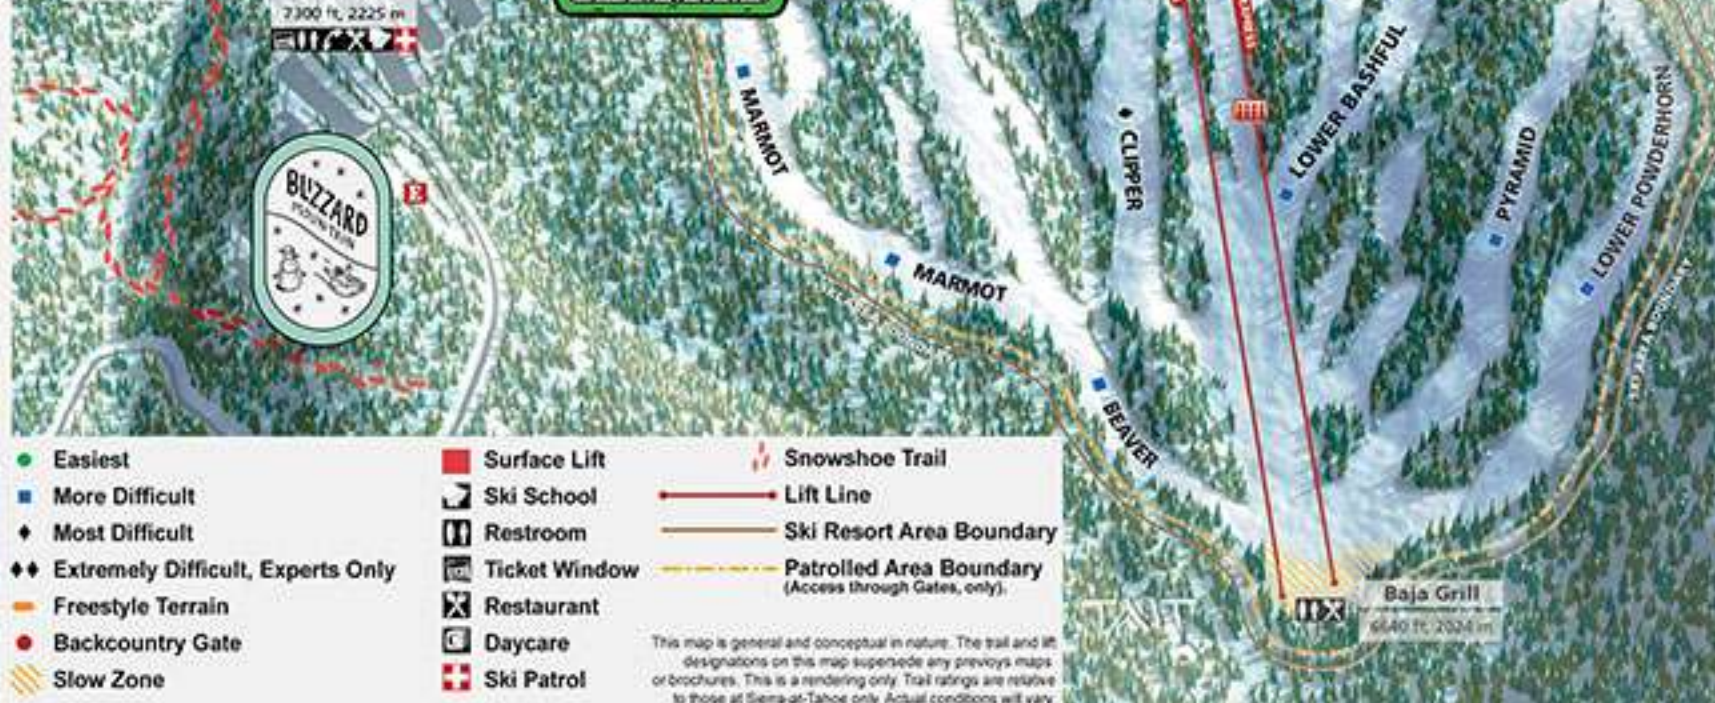 7300 ft, 2225 m
BLIZZARD
MOUNTAIN
MARMOT
MARMOT
CLIPPER
LOWER BASHFUL
PYRAMID
LOWER POWDERHORN
BEAVER
Baja Grill
6640 ft, 2024 m
Easiest
More Difficult
Most Difficult
Extremely Difficult, Experts Only
Freestyle Terrain
Backcountry Gate
Slow Zone
Surface Lift
Ski School
Restroom
Ticket Window
Restaurant
Daycare
Ski Patrol
Snowshoe Trail
Lift Line
Ski Resort Area Boundary
Patrolled Area Boundary
(Access through Gates, only).
This map is general and conceptual in nature. The trail and lift
designations on this map supersede any previoys maps
or brochures. This is a rendering only. Trail ratings are relative
to those at Sierra-at-Tahoe only. Actual conditions will vary.